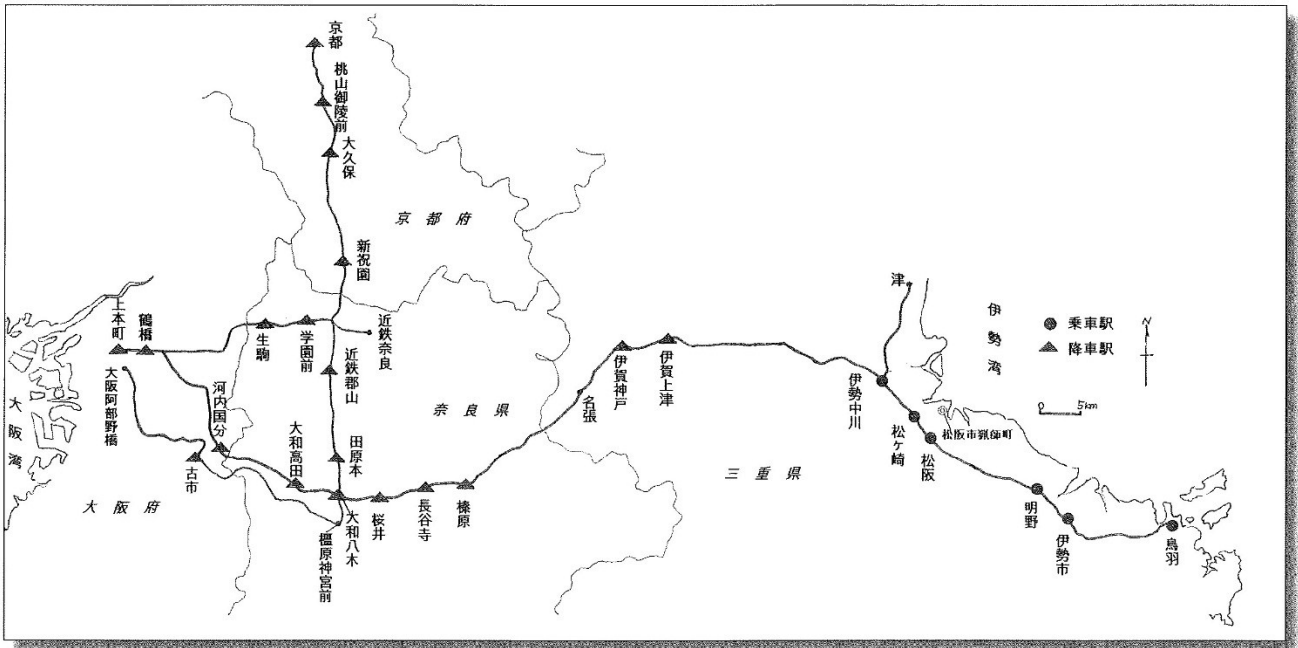 京都
桃山御陵前
大久保
京都府
新祝園
津
伊勢湾
乗車駅
降車駅
N
上本町
鶴橋
生駒
学園前
近鉄奈良
近鉄郡山
伊賀神戸
伊賀上津
伊勢中川
0 5km
大阪湾
大阪阿部野橋
河内国分
奈良県
名張
松ヶ崎
松阪
松阪市猟師町
大和高田
田原本
古市
大阪府
三重県
橿原神宮前
大和八木
桜井
長谷寺
榛原
明野
伊勢市
鳥羽